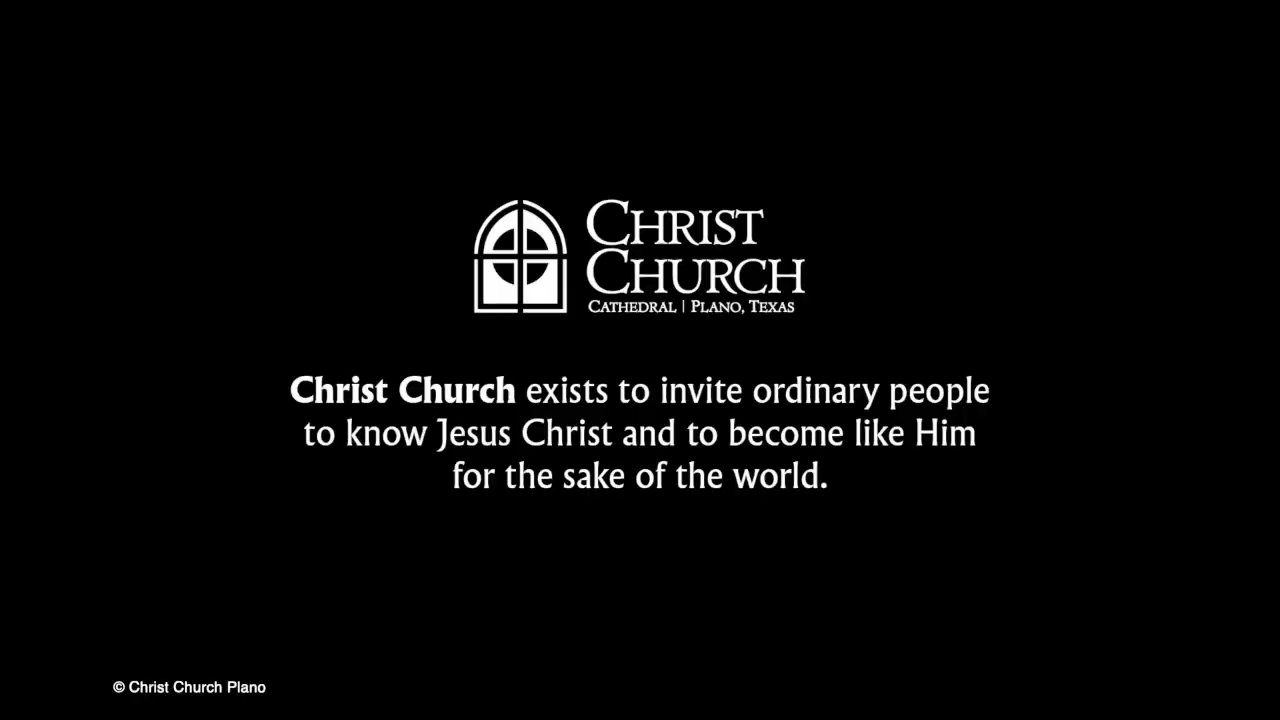 CHRIST
CHURCH
CATHEDRAL | PLANO, TEXAS
Christ Church exists to invite ordinary people
to know Jesus Christ and to become like Him
for the sake of the world.
© Christ Church Plano